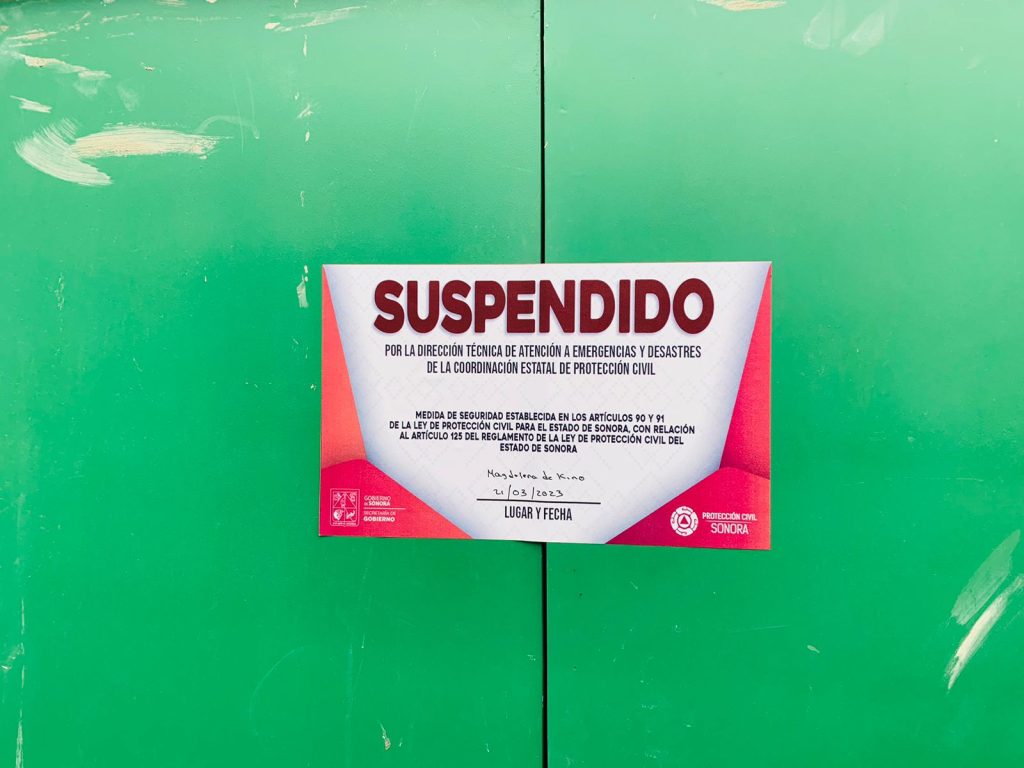 SUSPENDIDO
POR LA DIRECCIÓN TÉCNICA DE ATENCIÓN A EMERGENCIAS Y DESASTRES
DE LA COORDINACIÓN ESTATAL DE PROTECCIÓN CIVIL
MEDIDA DE SEGURIDAD ESTABLECIDA EN LOS ARTÍCULOS 90 Y 91
DE LA LEY DE PROTECCIÓN CIVIL PARA EL ESTADO DE SONORA, CON RELACIÓN
AL ARTÍCULO 125 DEL REGLAMENTO DE LA LEY DE PROTECCIÓN CIVIL DEL
ESTADO DE SONORA
Magdalena de Kino
21/03/2023
LUGAR Y FECHA
GOBIERNO
DE SONORA
SECRETARÍA DE
GOBIERNO
PROTECCIÓN CIVIL
SONORA